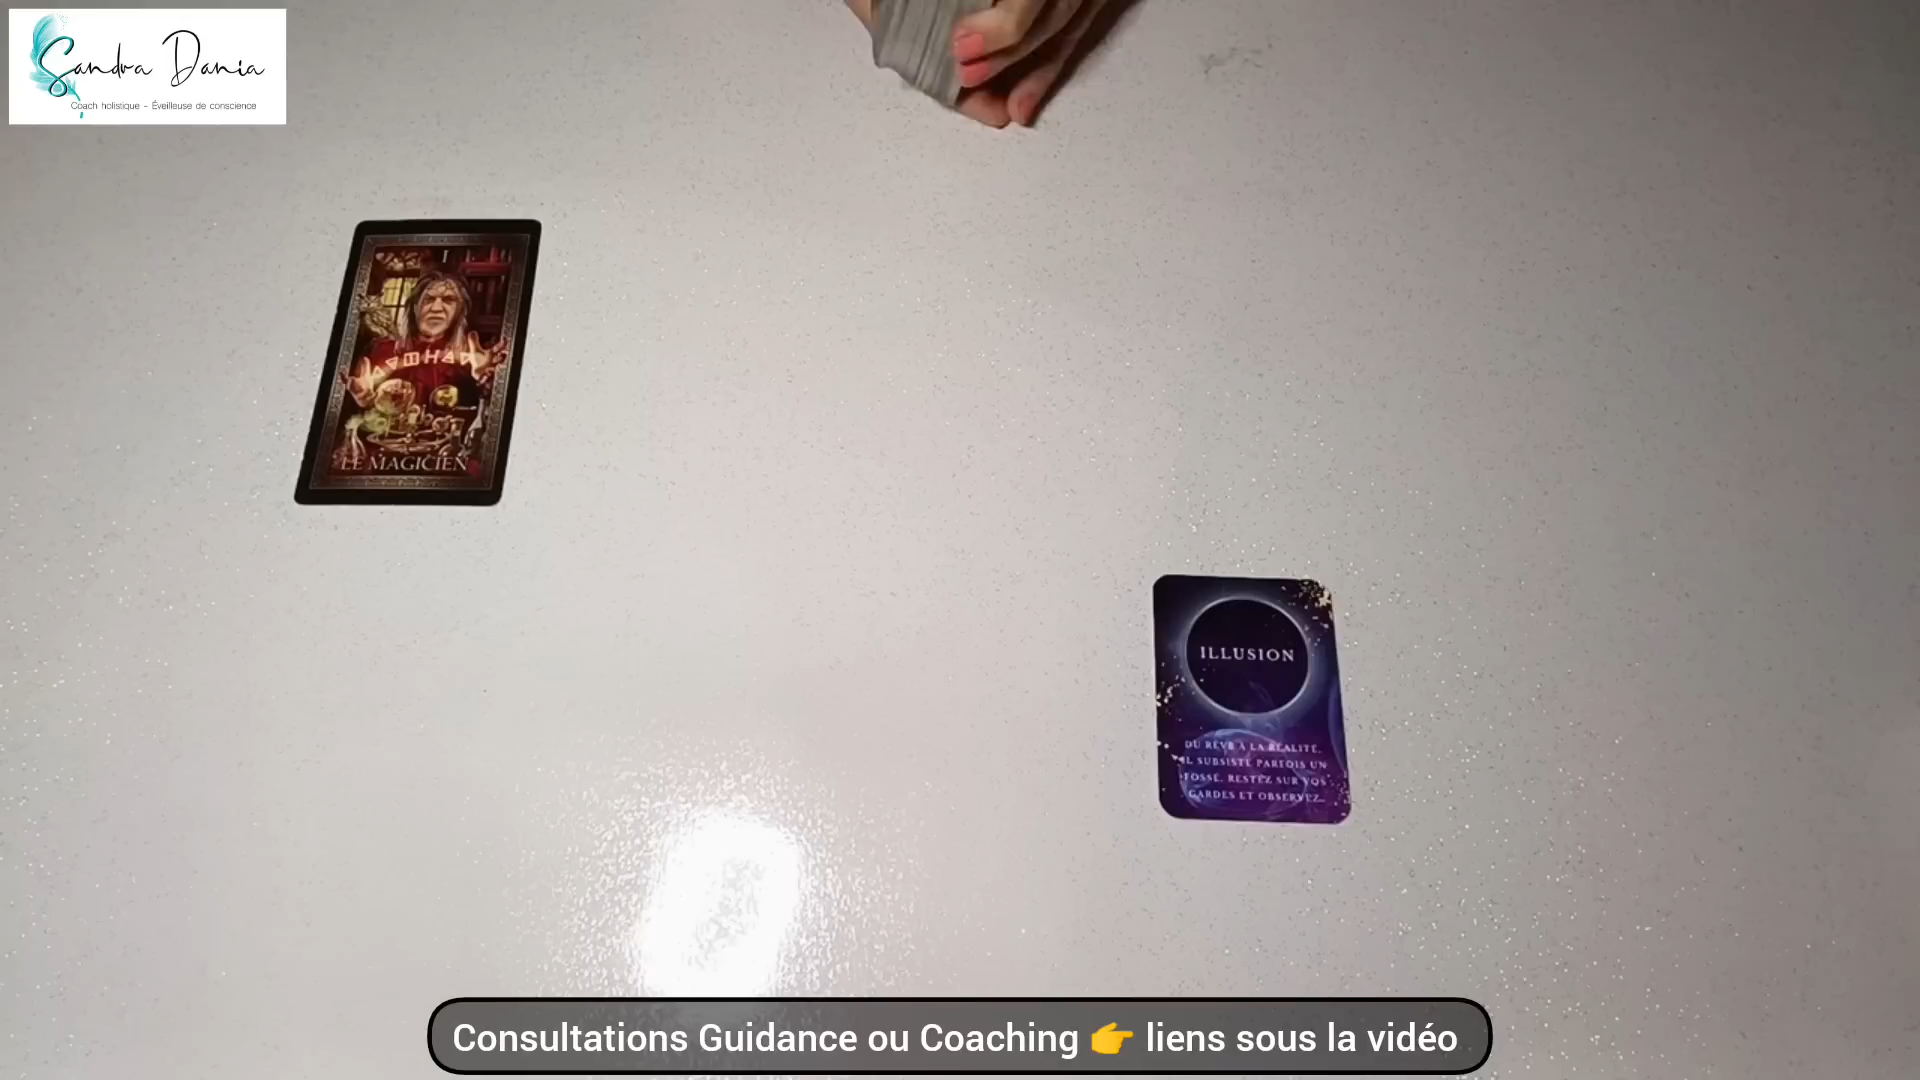 Sandra Dania
Coach holistique - Éveilleuse de conscience
I
LE MAGICIEN
ILLUSION
DU RÊVE À LA RÉALITÉ,
IL SUBSISTE PARFOIS UN
FOSSÉ. RESTEZ SUR VOS
GARDES ET OBSERVEZ...
Consultations Guidance ou Coaching 👉 liens sous la vidéo